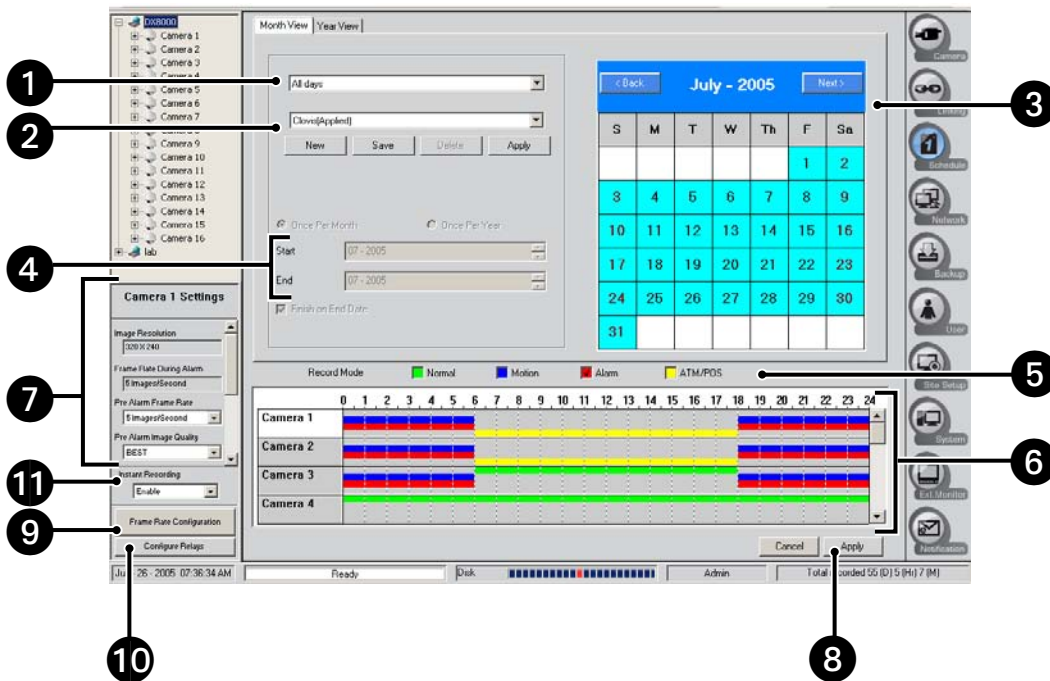 DX8000
Camera 1
Camera 2
Camera 3
Camera 4
Camera 5
Camera 6
Camera 7
Camera 9
Camera 10
Camera 11
Camera 12
Camera 13
Camera 14
Camera 15
Camera 16
lab
Camera 1 Settings
Image Resolution
320 X 240
Frame Rate During Alarm
5 Images/Second
Pre Alarm Frame Rate
5 Images/Second
Pre Alarm Image Quality
BEST
Instant Recording
Enable
Frame Rate Configuration
Configure Relays
Month View Year View
All days
Clovis(Applied)
New Save Delete Apply
Once Per Month Once Per Year
Start 07 - 2005
End 07 - 2005
Finish on End Date
< Back July - 2005 Next >
S M T W Th F Sa
1 2
3 4 5 6 7 8 9
10 11 12 13 14 15 16
17 18 19 20 21 22 23
24 25 26 27 28 29 30
31
Record Mode Normal Motion Alarm ATM/POS
0 1 2 3 4 5 6 7 8 9 10 11 12 13 14 15 16 17 18 19 20 21 22 23 24
Camera 1
Camera 2
Camera 3
Camera 4
Cancel Apply
Camera
Linking
Schedule
Network
Backup
User
Site Setup
System
Ext.Monitor
Notification
26 - 2005 07:36:34 AM Ready Disk Admin Total recorded 55 (D) 5 (Hr) 7 (M)
1
2
3
4
5
6
7
8
9
10
11